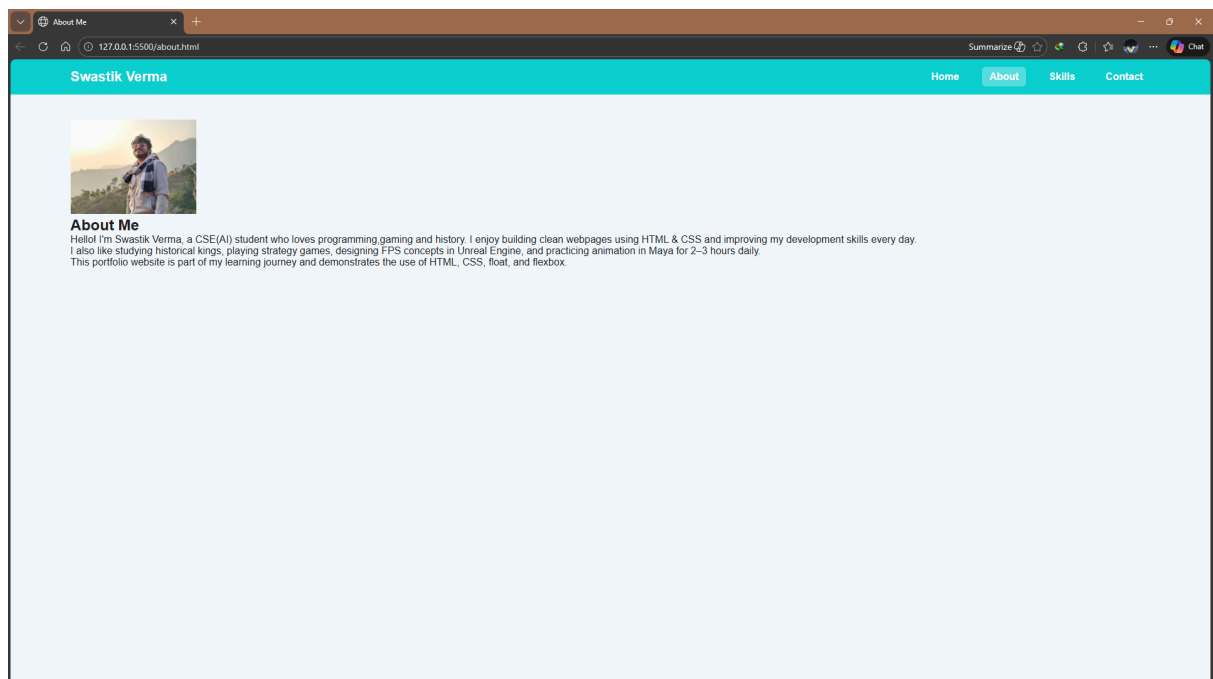 About Me
127.0.0.1:5500/about.html
Summarize
Chat
Swastik Verma
Home
About
Skills
Contact
About Me
Hello! I'm Swastik Verma, a CSE(AI) student who loves programming,gaming and history. I enjoy building clean webpages using HTML & CSS and improving my development skills every day.
I also like studying historical kings, playing strategy games, designing FPS concepts in Unreal Engine, and practicing animation in Maya for 2–3 hours daily.
This portfolio website is part of my learning journey and demonstrates the use of HTML, CSS, float, and flexbox.